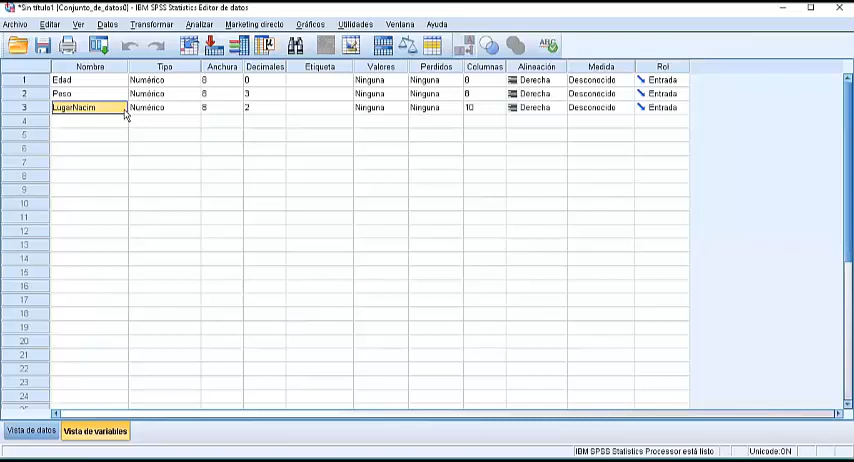 *Sin título1 [Conjunto_de_datos0] - IBM SPSS Statistics Editor de datos
Archivo Editar Ver Datos Transformar Analizar Marketing directo Gráficos Utilidades Ventana Ayuda
Nombre Tipo Anchura Decimales Etiqueta Valores Perdidos Columnas Alineación Medida Rol
1 Edad Numérico 8 0 Ninguna Ninguna 8 Derecha Desconocido Entrada
2 Peso Numérico 8 3 Ninguna Ninguna 8 Derecha Desconocido Entrada
3 LugarNacim Numérico 8 2 Ninguna Ninguna 10 Derecha Desconocido Entrada
4
5
6
7
8
9
10
11
12
13
14
15
16
17
18
19
20
21
22
23
24
Vista de datos Vista de variables
IBM SPSS Statistics Processor está listo Unicode:ON